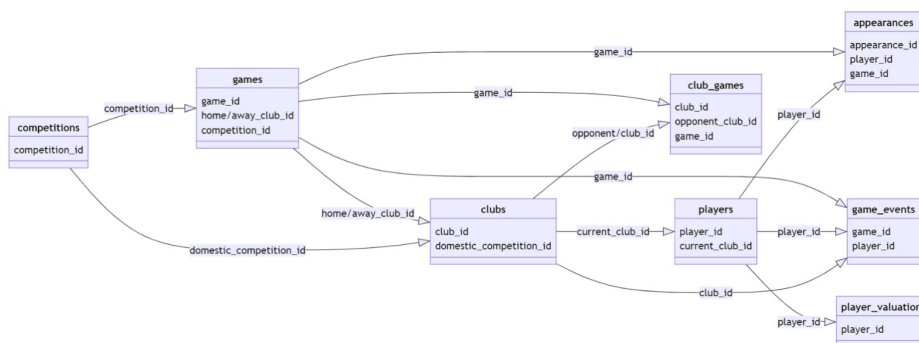 appearances
appearance_id
player_id
game_id
games
game_id
home/away_club_id
competition_id
club_games
club_id
opponent_club_id
game_id
competitions
competition_id
clubs
club_id
domestic_competition_id
players
player_id
current_club_id
game_events
game_id
player_id
player_valuation
player_id
competition_id
domestic_competition_id
game_id
game_id
game_id
home/away_club_id
opponent/club_id
current_club_id
club_id
player_id
player_id
player_id